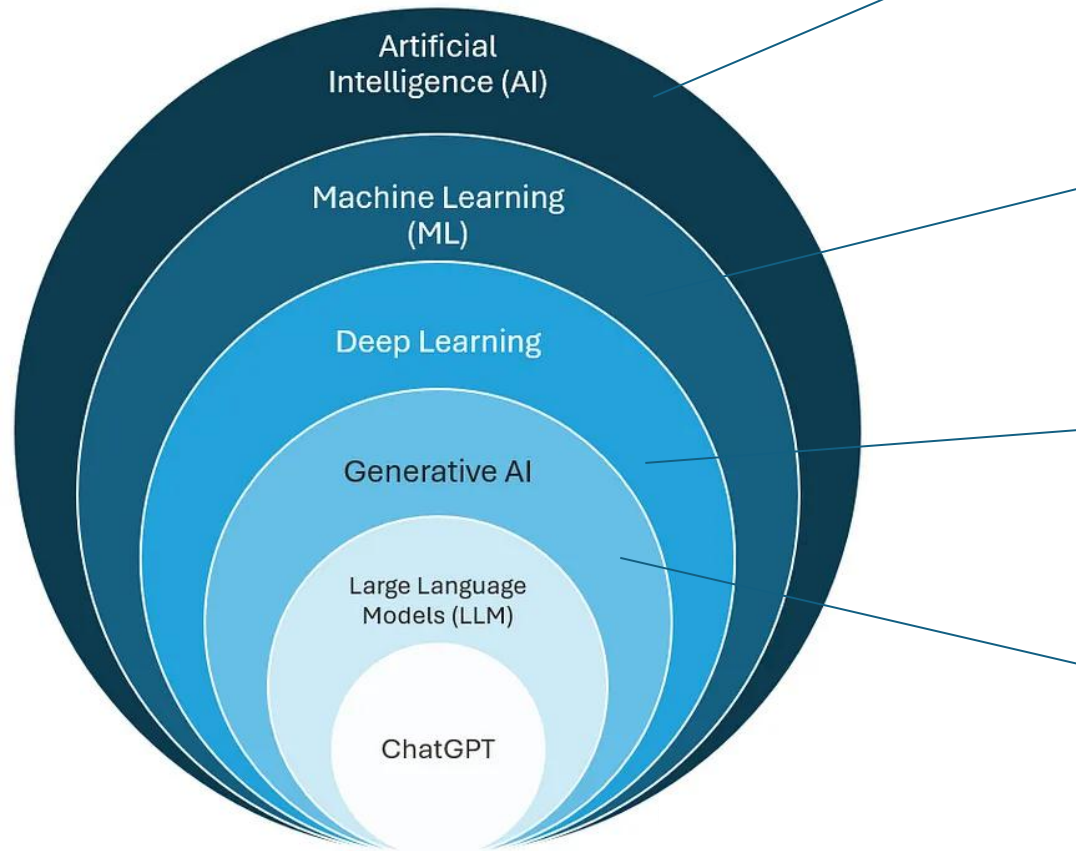 Artificial
Intelligence (AI)
Machine Learning
(ML)
Deep Learning
Generative AI
Large Language
Models (LLM)
ChatGPT